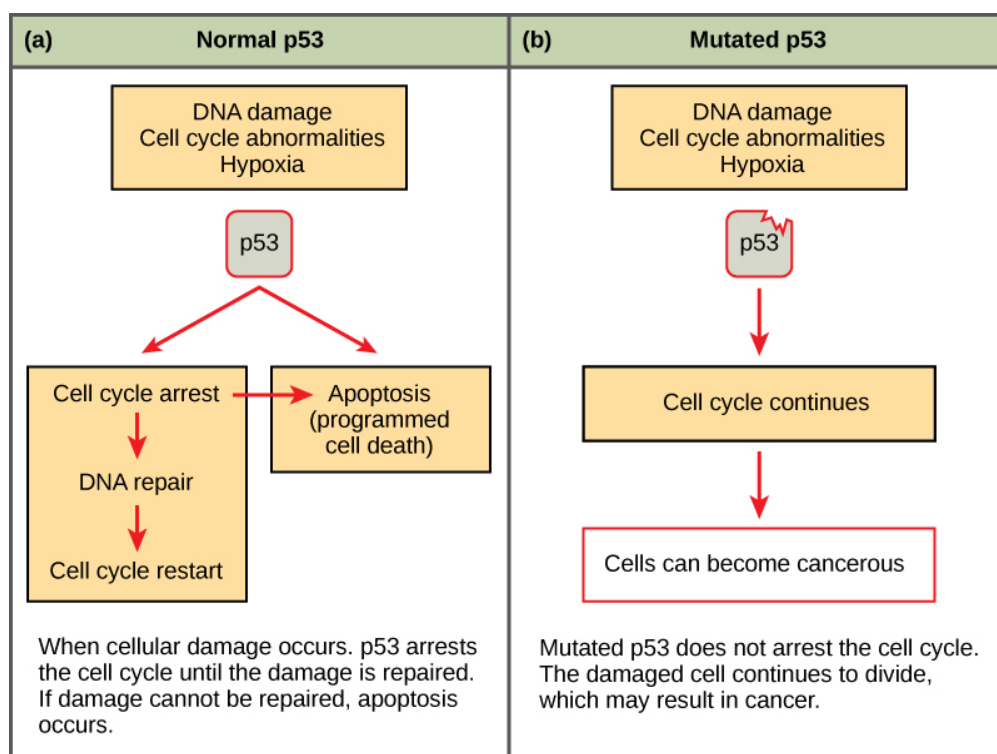 (a) Normal p53
DNA damage
Cell cycle abnormalities
Hypoxia
p53
Cell cycle arrest
DNA repair
Cell cycle restart
Apoptosis
(programmed
cell death)
When cellular damage occurs. p53 arrests
the cell cycle until the damage is repaired.
If damage cannot be repaired, apoptosis
occurs.
(b) Mutated p53
DNA damage
Cell cycle abnormalities
Hypoxia
p53
Cell cycle continues
Cells can become cancerous
Mutated p53 does not arrest the cell cycle.
The damaged cell continues to divide,
which may result in cancer.